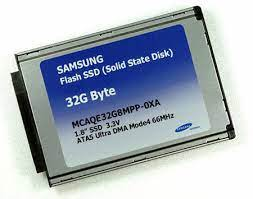 SAMSUNG
Flash SSD (Solid State Disk)
32G Byte
MCAQE32G8MPP-0XA
1.8" SSD 3.3V
ATA5 Ultra DMA Mode4 66MHz
SAMSUNG